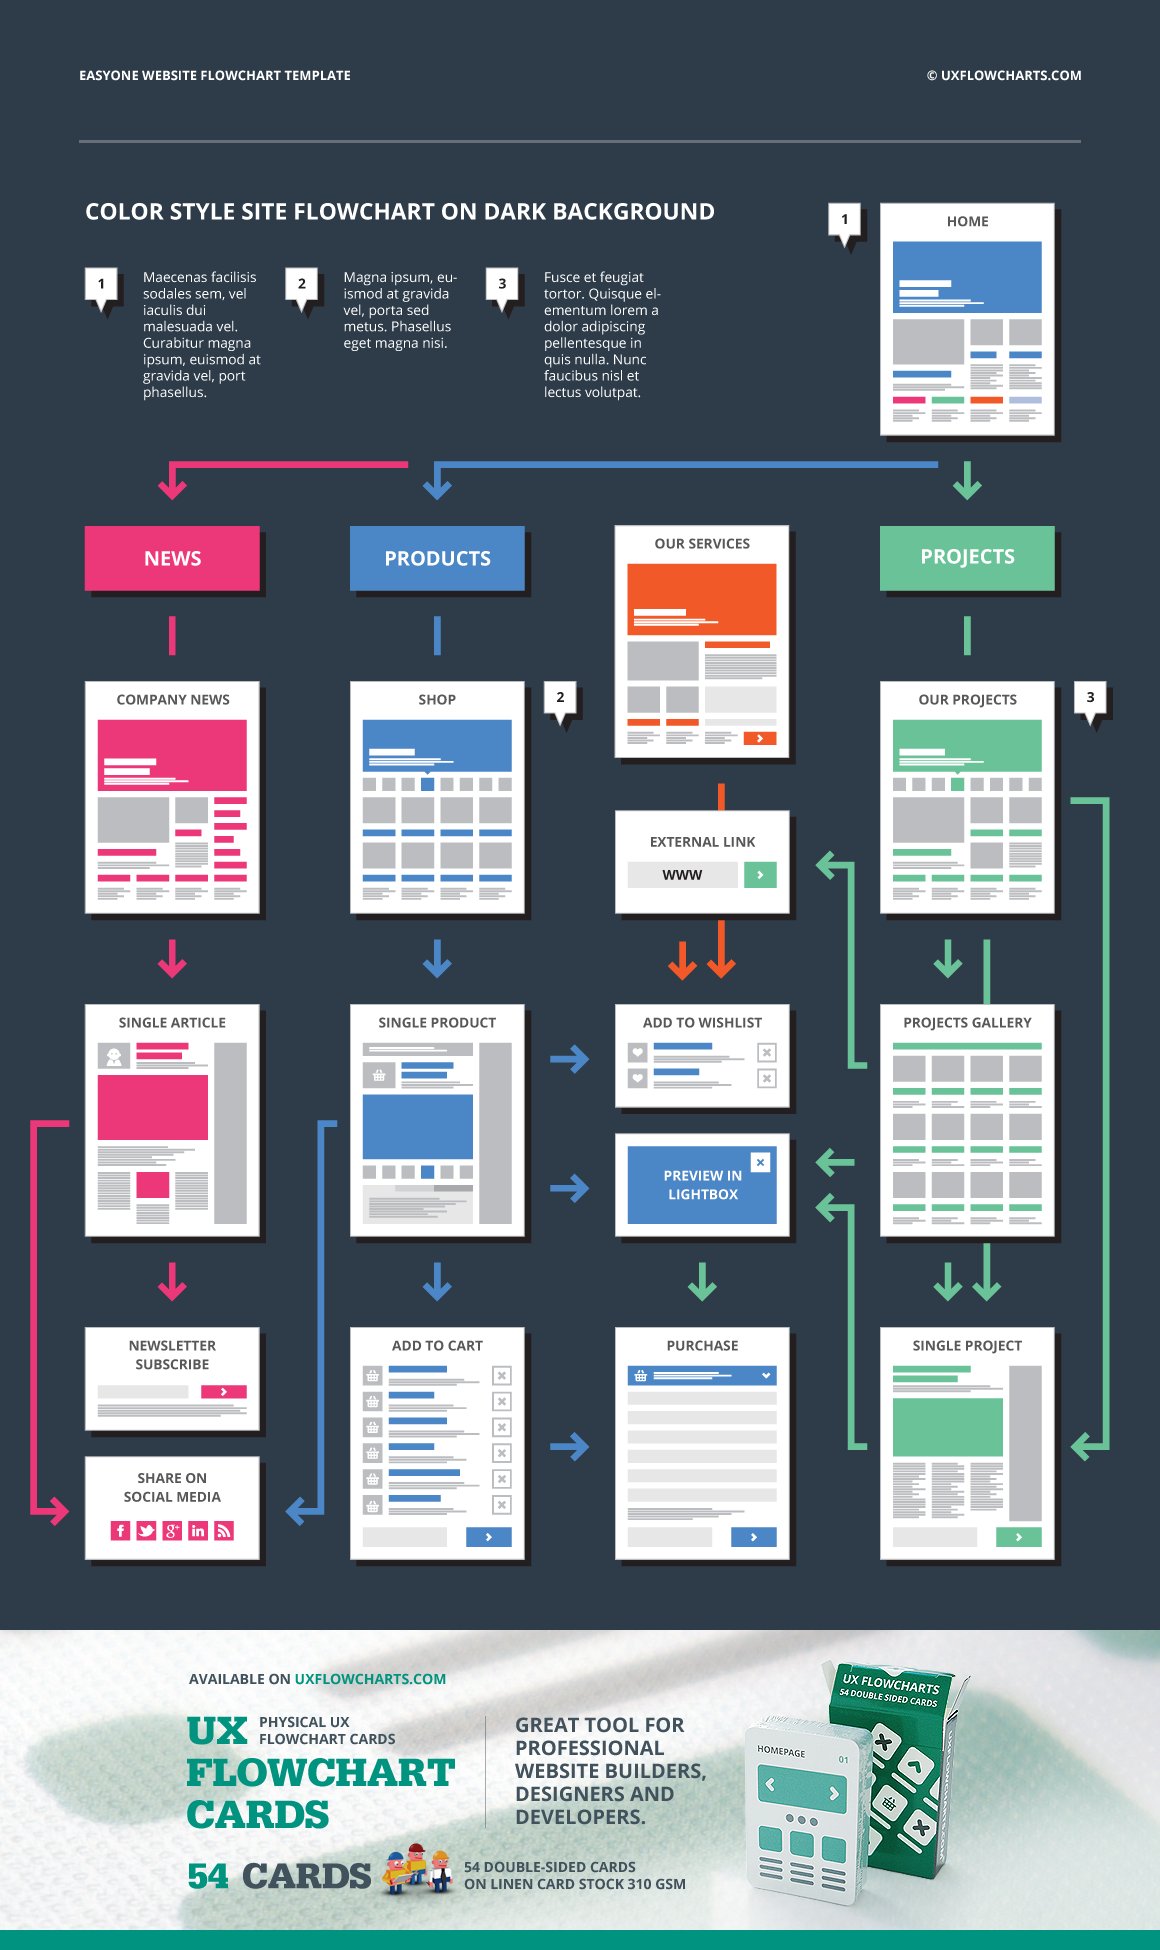 EASYONE WEBSITE FLOWCHART TEMPLATE
© UXFLOWCHARTS.COM
COLOR STYLE SITE FLOWCHART ON DARK BACKGROUND
1
Maecenas facilisis
sodales sem, vel
iaculis dui
malesuada vel.
Curabitur magna
ipsum, euismod at
gravida vel, port
phasellus.
2
Magna ipsum, eu-
ismod at gravida
vel, porta sed
metus. Phasellus
eget magna nisi.
3
Fusce et feugiat
tortor. Quisque el-
ementum lorem a
dolor adipiscing
pellentesque in
quis nulla. Nunc
faucibus nisl et
lectus volutpat.
1
HOME
NEWS
PRODUCTS
OUR SERVICES
PROJECTS
COMPANY NEWS
SHOP
2
OUR PROJECTS
3
EXTERNAL LINK
WWW
SINGLE ARTICLE
SINGLE PRODUCT
ADD TO WISHLIST
PROJECTS GALLERY
PREVIEW IN
LIGHTBOX
NEWSLETTER
SUBSCRIBE
ADD TO CART
PURCHASE
SINGLE PROJECT
SHARE ON
SOCIAL MEDIA
f
g+
in
AVAILABLE ON UXFLOWCHARTS.COM
UX
PHYSICAL UX
FLOWCHART CARDS
FLOWCHART
CARDS
54 CARDS
GREAT TOOL FOR
PROFESSIONAL
WEBSITE BUILDERS,
DESIGNERS AND
DEVELOPERS.
54 DOUBLE-SIDED CARDS
ON LINEN CARD STOCK 310 GSM
UX FLOWCHARTS
54 DOUBLE SIDED CARDS
HOMEPAGE
01